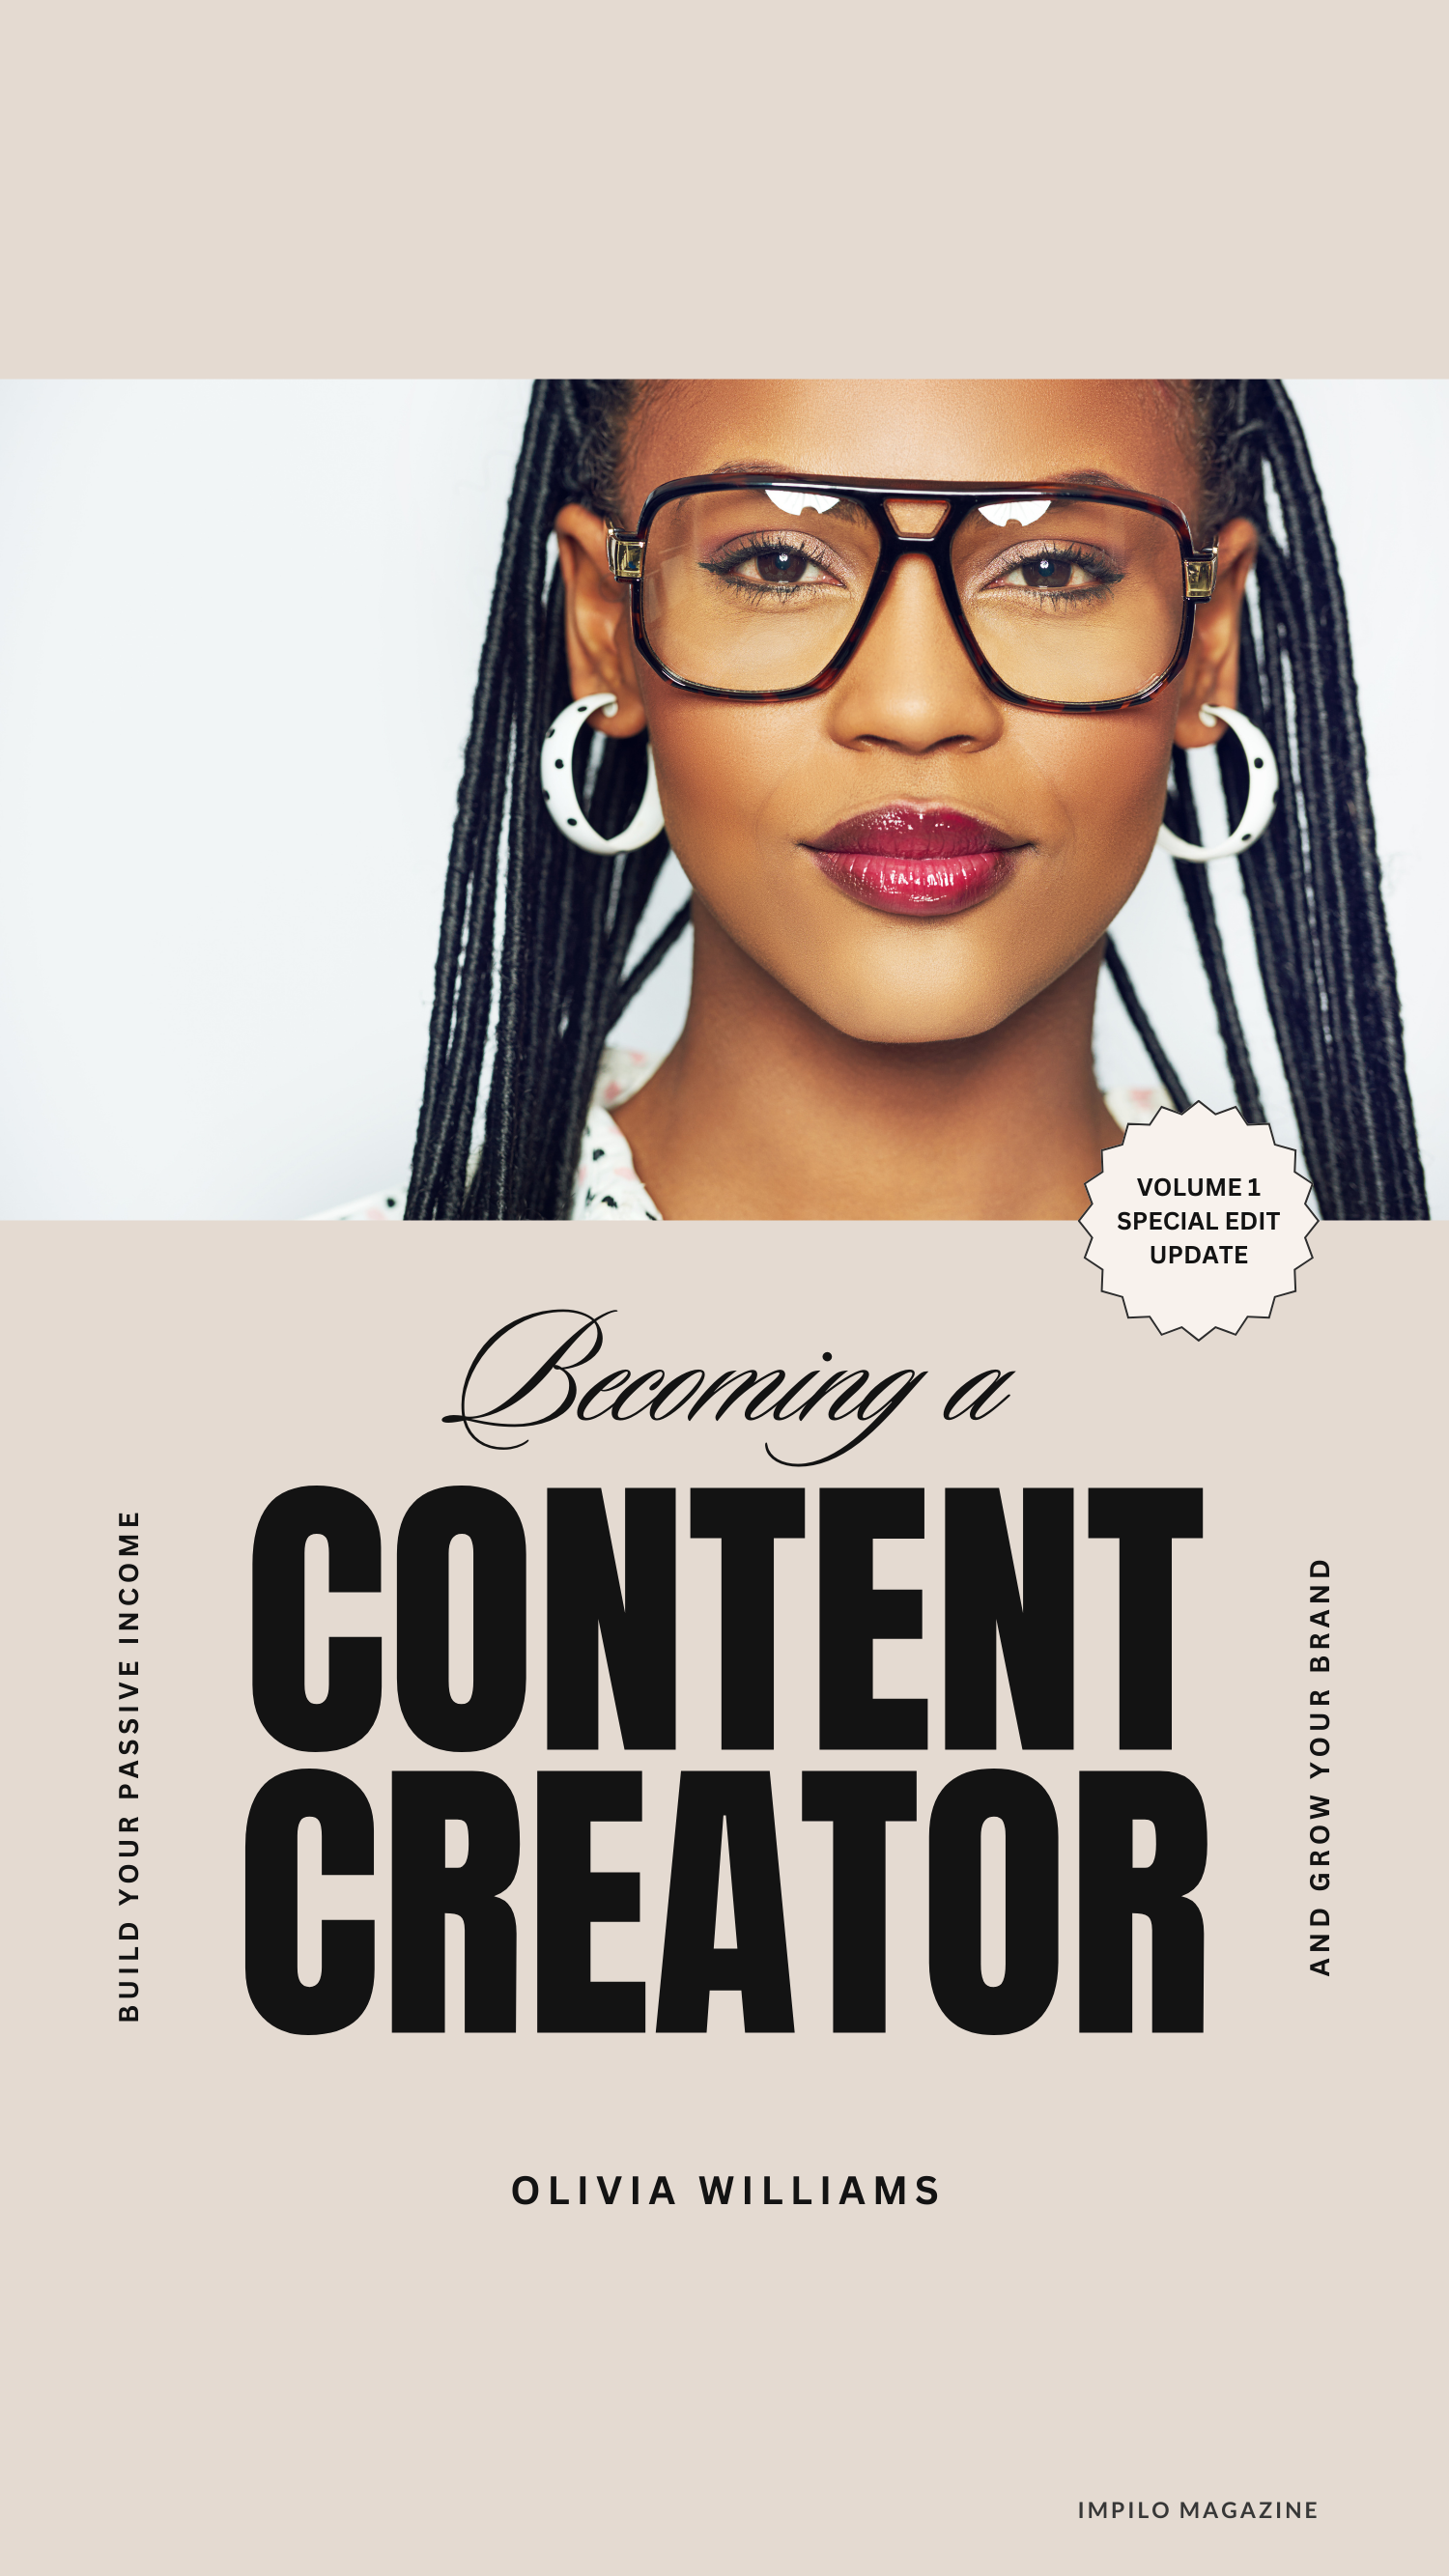 VOLUME 1
SPECIAL EDIT
UPDATE
Becoming a
CONTENT
CREATOR
BUILD YOUR PASSIVE INCOME
AND GROW YOUR BRAND
OLIVIA WILLIAMS
IMPILO MAGAZINE